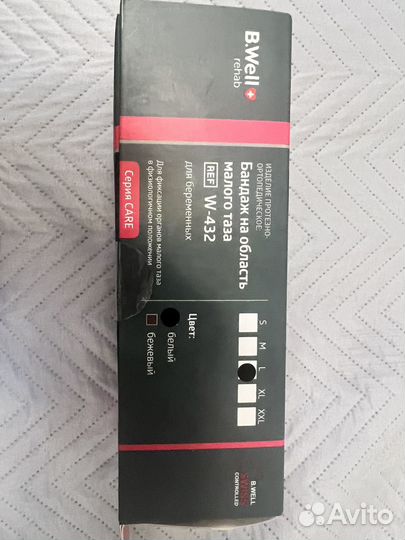 B.Well
rehab
ИЗДЕЛИЕ ПРОТЕЗНО-
ОРТОПЕДИЧЕСКОЕ:
Бандаж на область
малого таза
REF W-432
для беременных
Для фиксации органов малого таза
в физиологичном положении
Серия CARE
S
M
L
XL
XXL
Цвет:
белый
бежевый
B.WELL
SWISS
CONTROLLED
Avito